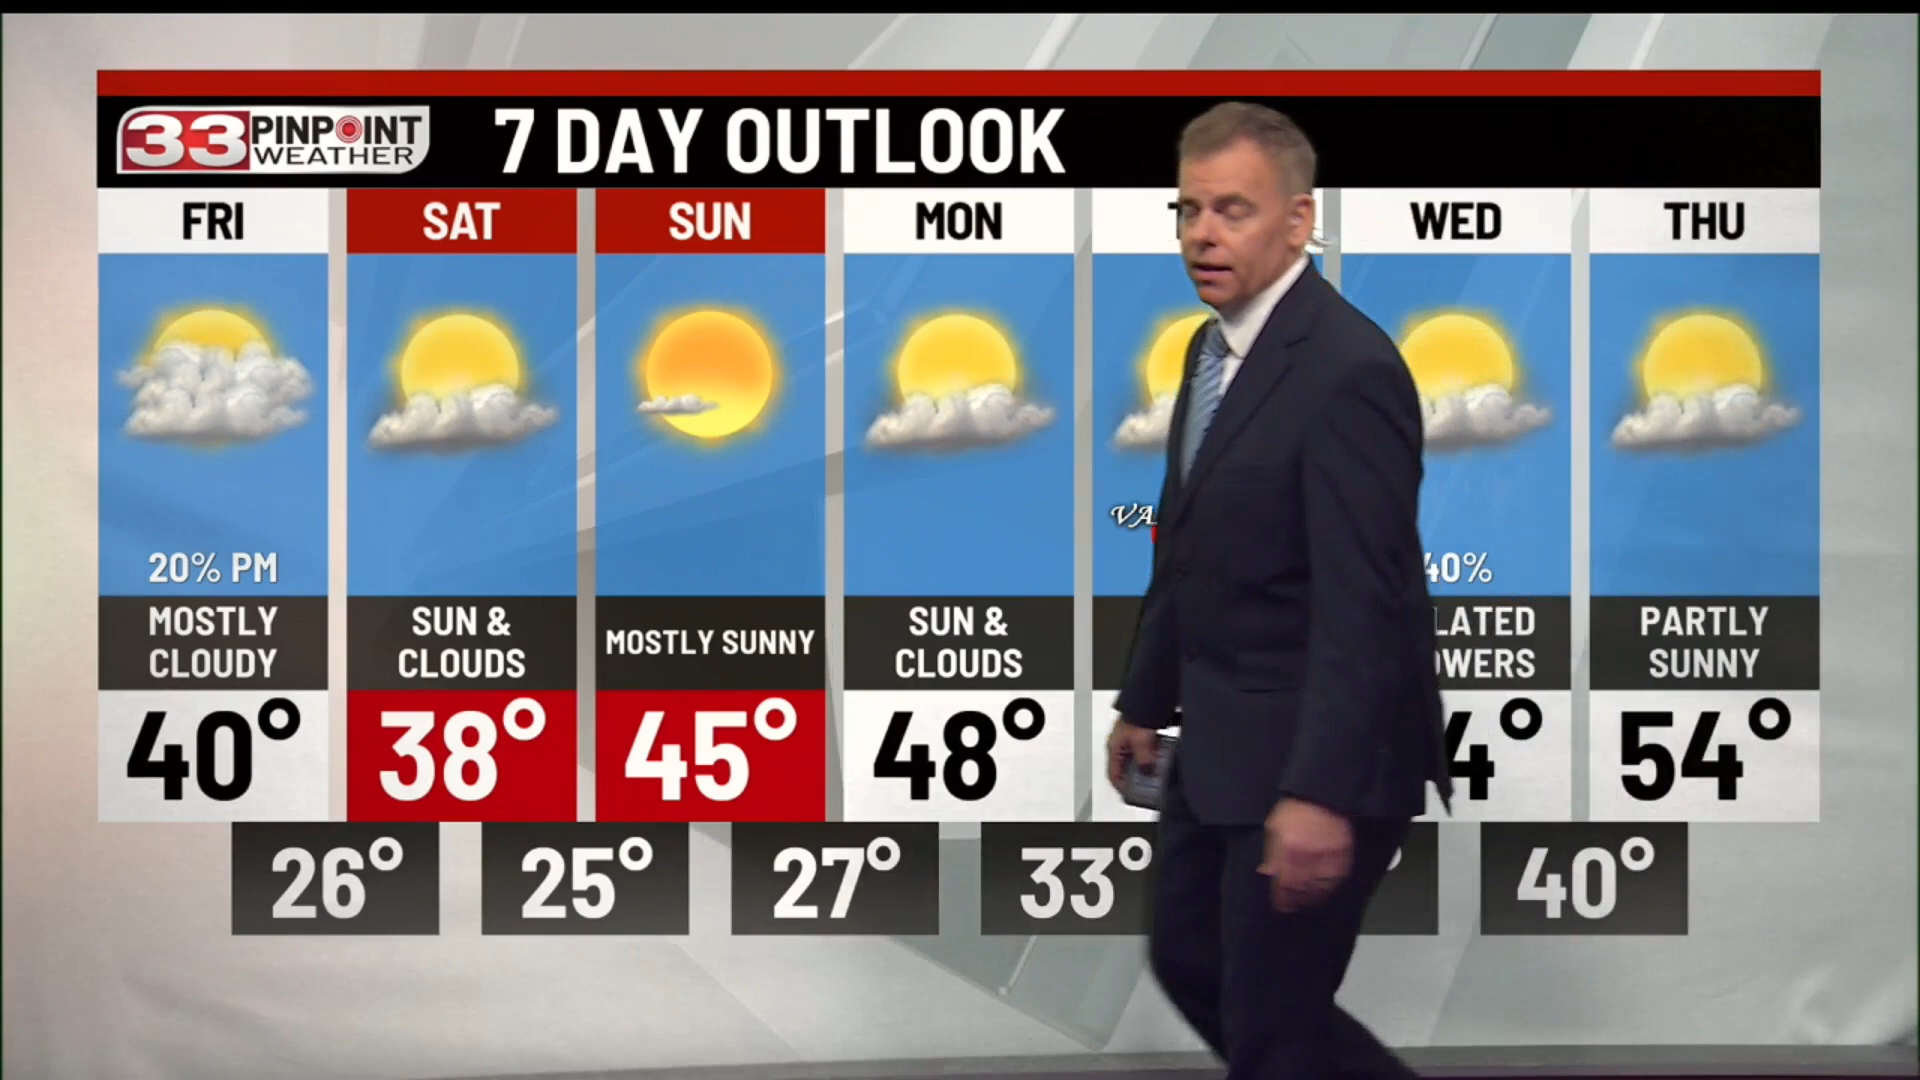 33 PINPOINT WEATHER
7 DAY OUTLOOK
FRI SAT SUN MON WED THU
20% PM 40%
MOSTLY CLOUDY
SUN & CLOUDS
MOSTLY SUNNY
SUN & CLOUDS
PARTLY SUNNY
40° 38° 45° 48° 54°
26° 25° 27° 33° 40°